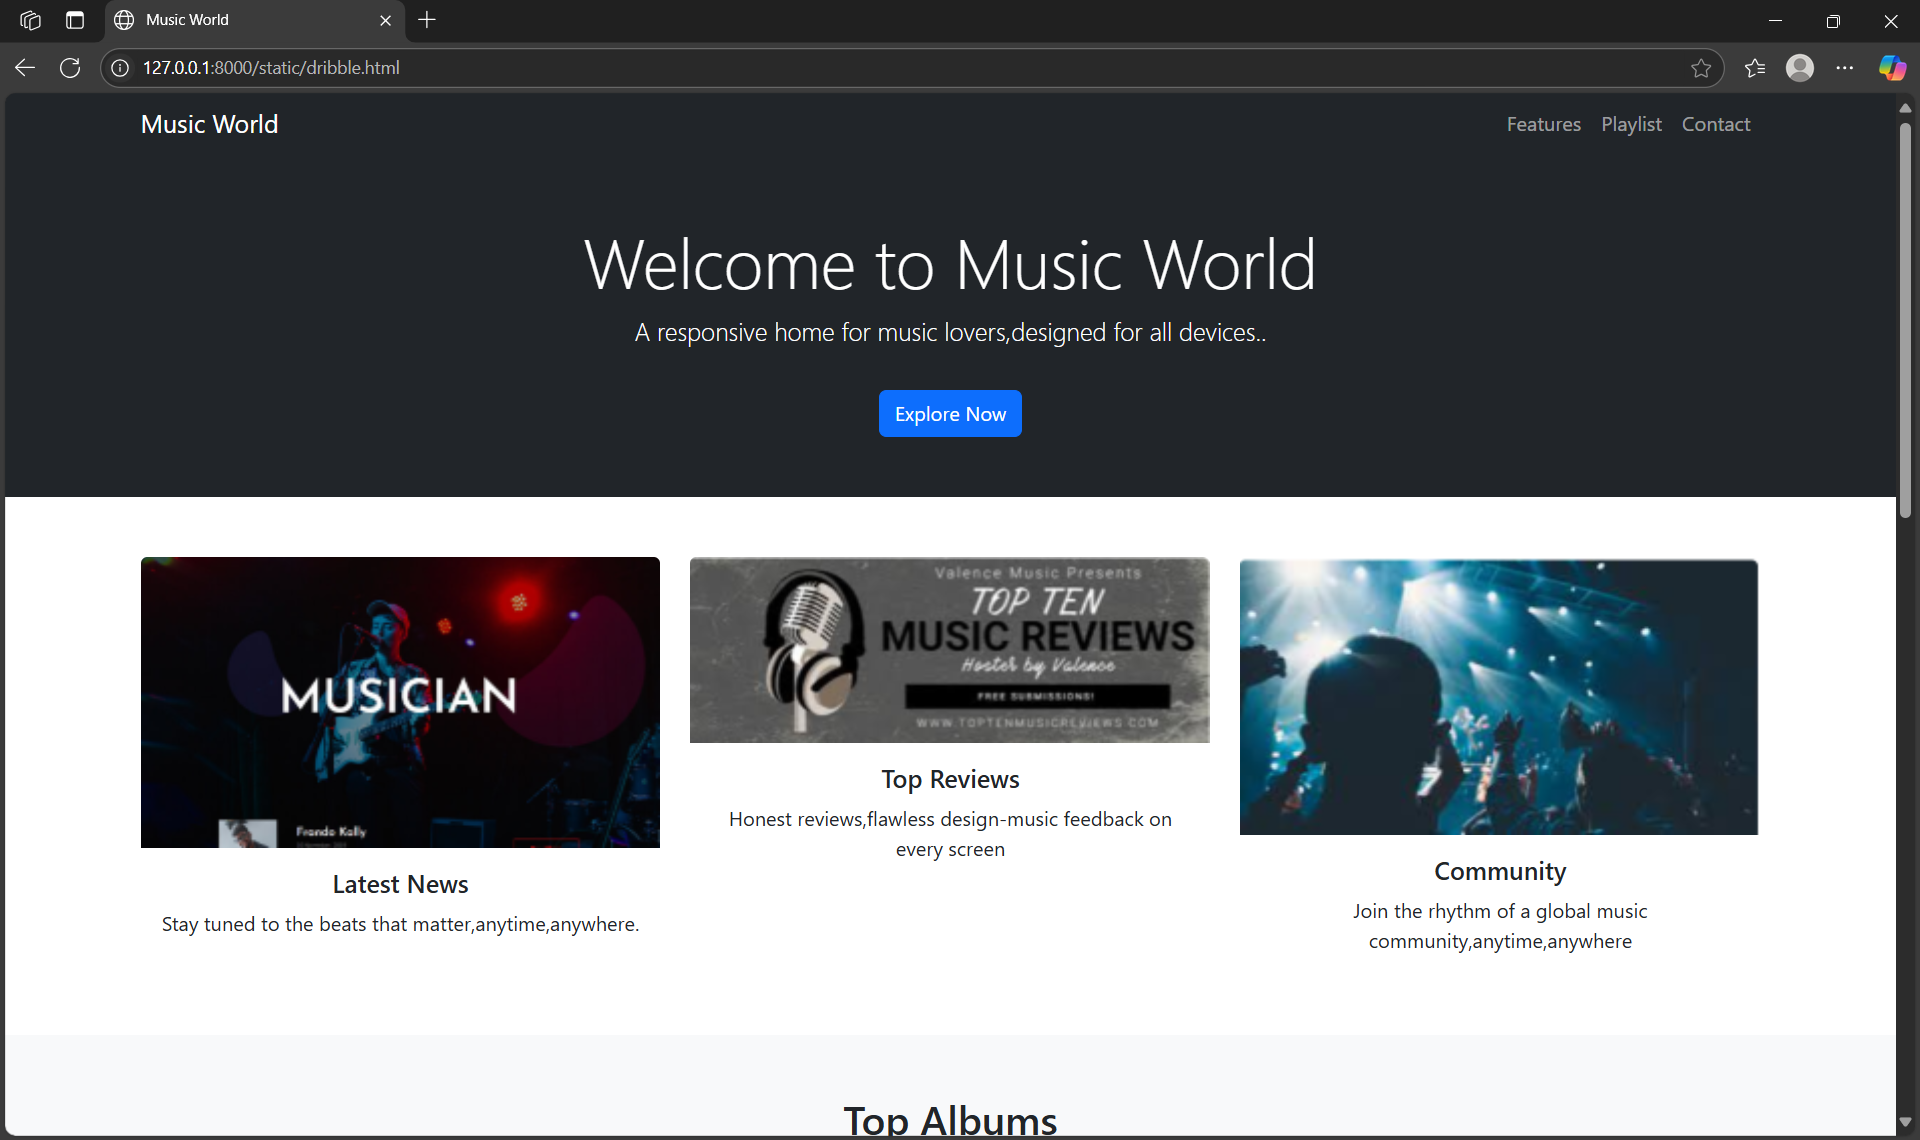 Music World
127.0.0.1:8000/static/dribble.html
Music World
Features Playlist Contact
Welcome to Music World
A responsive home for music lovers,designed for all devices..
Explore Now
MUSICIAN
Frando Kally
Latest News
Stay tuned to the beats that matter,anytime,anywhere.
Valence Music Presents
TOP TEN
MUSIC REVIEWS
Hosted by Valence
FREE SUBMISSIONS!
WWW.TOPTENMUSICREVIEWS.COM
Top Reviews
Honest reviews,flawless design-music feedback on
every screen
Community
Join the rhythm of a global music
community,anytime,anywhere
Top Albums